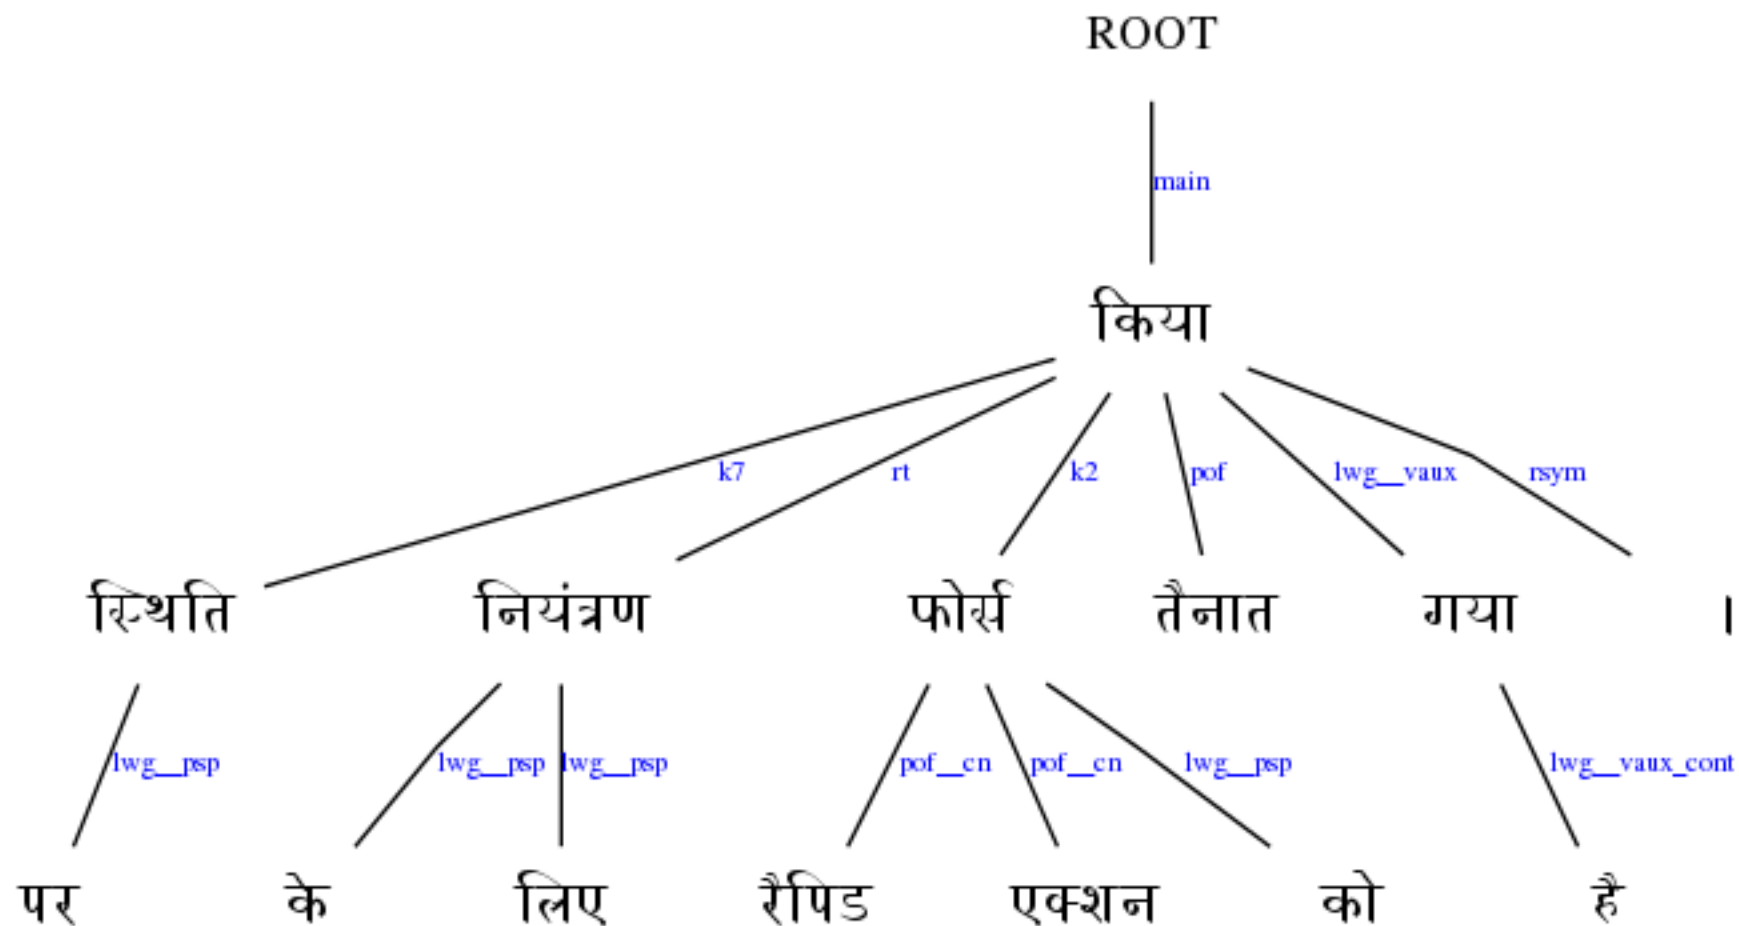 ROOT
main
किया
k7 rt k2 pof lwg__vaux rsym
स्थिति नियंत्रण फोर्स तैनात गया ।
lwg__psp lwg__psp lwg__psp pof__cn pof__cn lwg__psp lwg__vaux_cont
पर के लिए रैपिड एक्शन को है